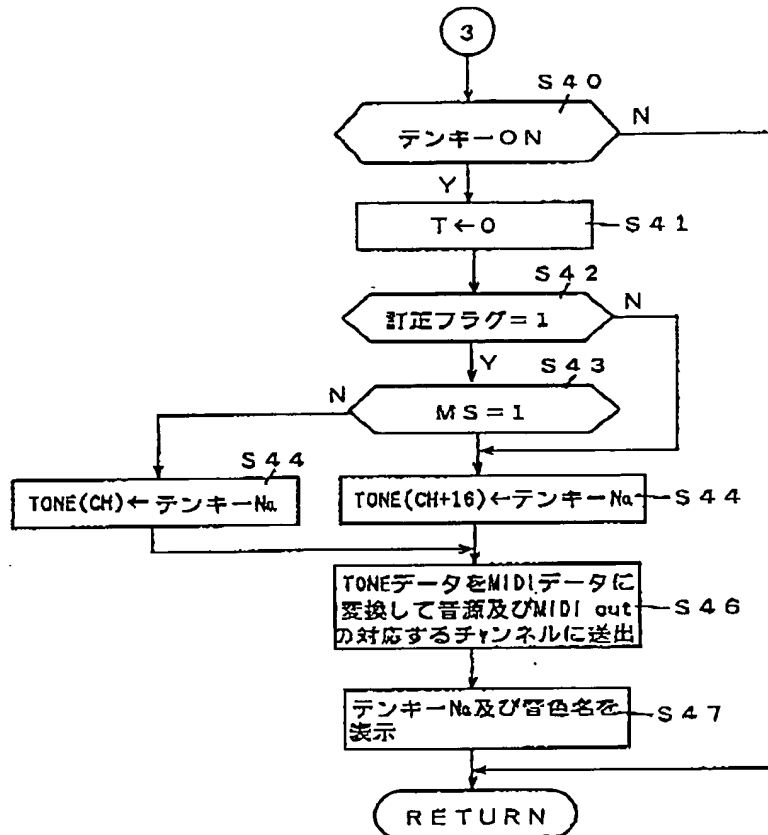 3
S40
テンキーON
N
Y
T←0
S41
S42
訂正フラグ=1
N
Y
S43
N
MS=1
S44
TONE(CH)←テンキー№
TONE(CH+16)←テンキー№
S44
TONEデータをMIDIデータに
変換して音源及びMIDI out
の対応するチャンネルに送出
S46
テンキー№及び音色名を
表示
S47
RETURN